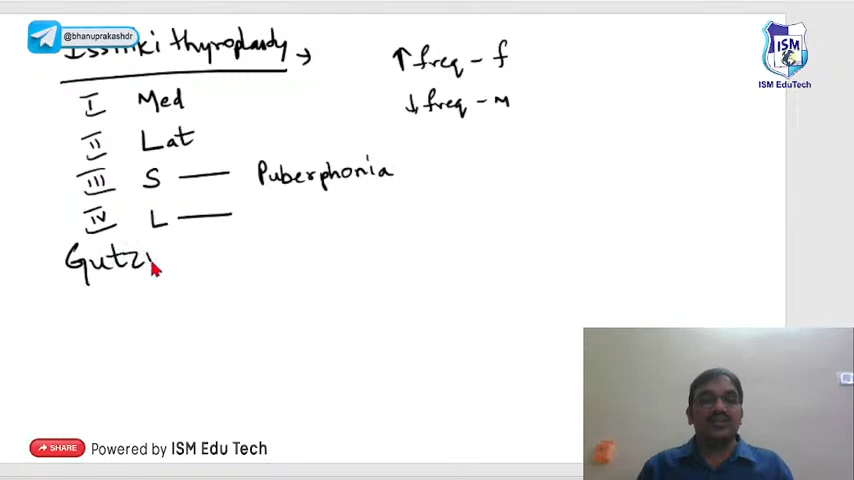 @bhanuprakashdr
Isshiki thyroplasty →
↑ freq - f
↓ freq - M
I Med
II Lat
III S — Puberphonia
IV L —
Gutz
ISM
ISM EduTech
SHARE Powered by ISM Edu Tech